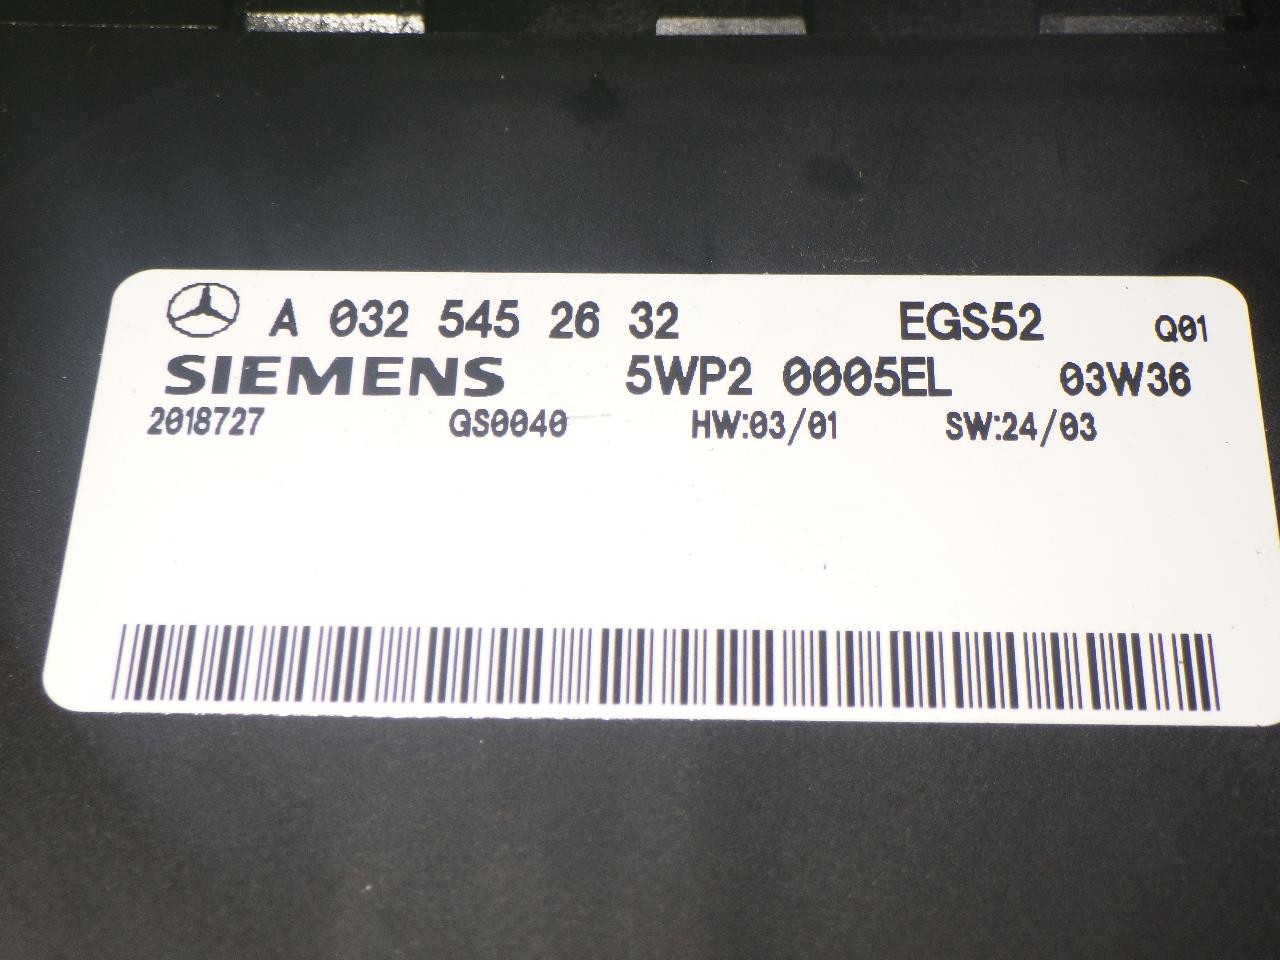 A 032 545 26 32 EGS52 Q01
SIEMENS 5WP2 0005EL 03W36
2018727 GS0040 HW:03/01 SW:24/03